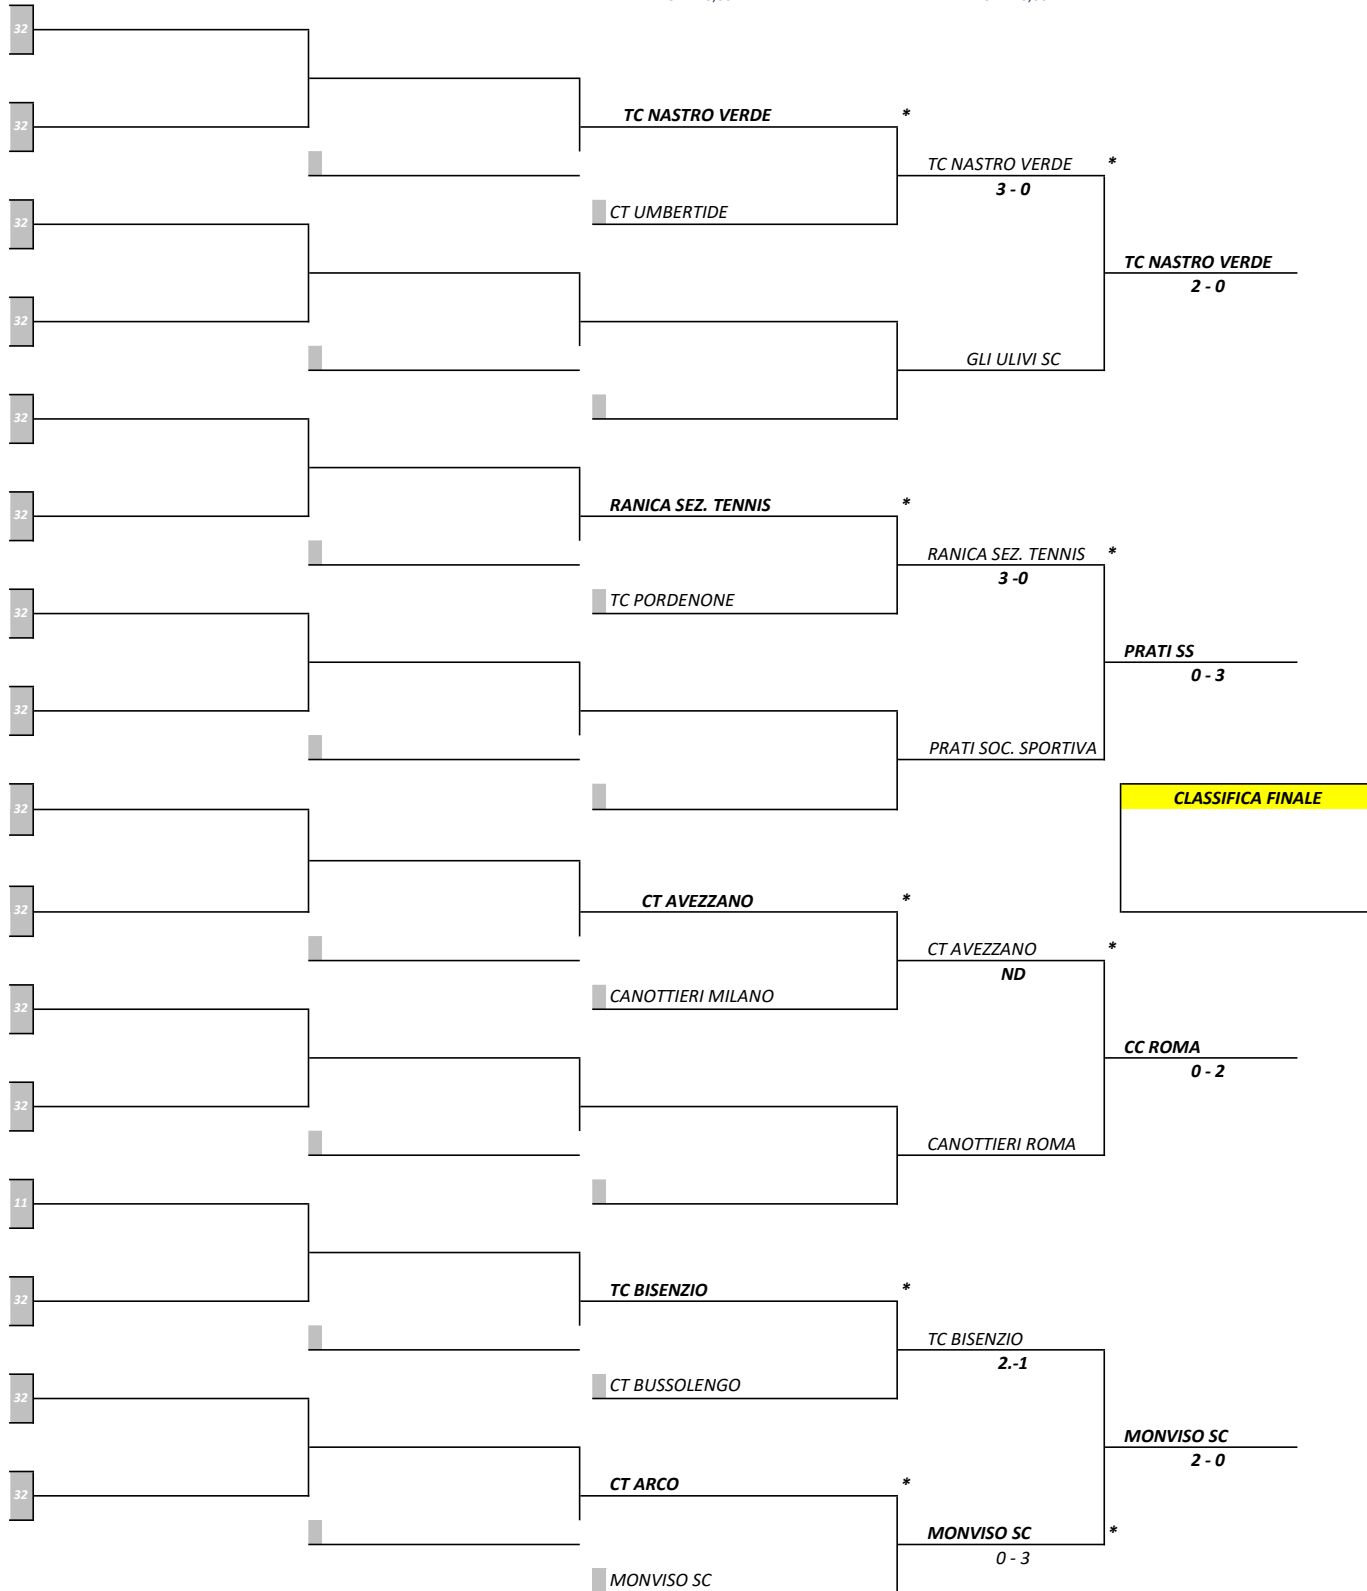 32
32
TC NASTRO VERDE *
TC NASTRO VERDE *
3 - 0
32
CT UMBERTIDE
TC NASTRO VERDE
2 - 0
32
GLI ULIVI SC
32
32
RANICA SEZ. TENNIS *
RANICA SEZ. TENNIS *
3 -0
32
TC PORDENONE
PRATI SS
0 - 3
32
PRATI SOC. SPORTIVA
32
CLASSIFICA FINALE
32
CT AVEZZANO *
CT AVEZZANO *
ND
32
CANOTTIERI MILANO
CC ROMA
0 - 2
32
CANOTTIERI ROMA
11
32
TC BISENZIO *
TC BISENZIO
2.-1
32
CT BUSSOLENGO
MONVISO SC
2 - 0
32
CT ARCO *
MONVISO SC *
0 - 3
MONVISO SC